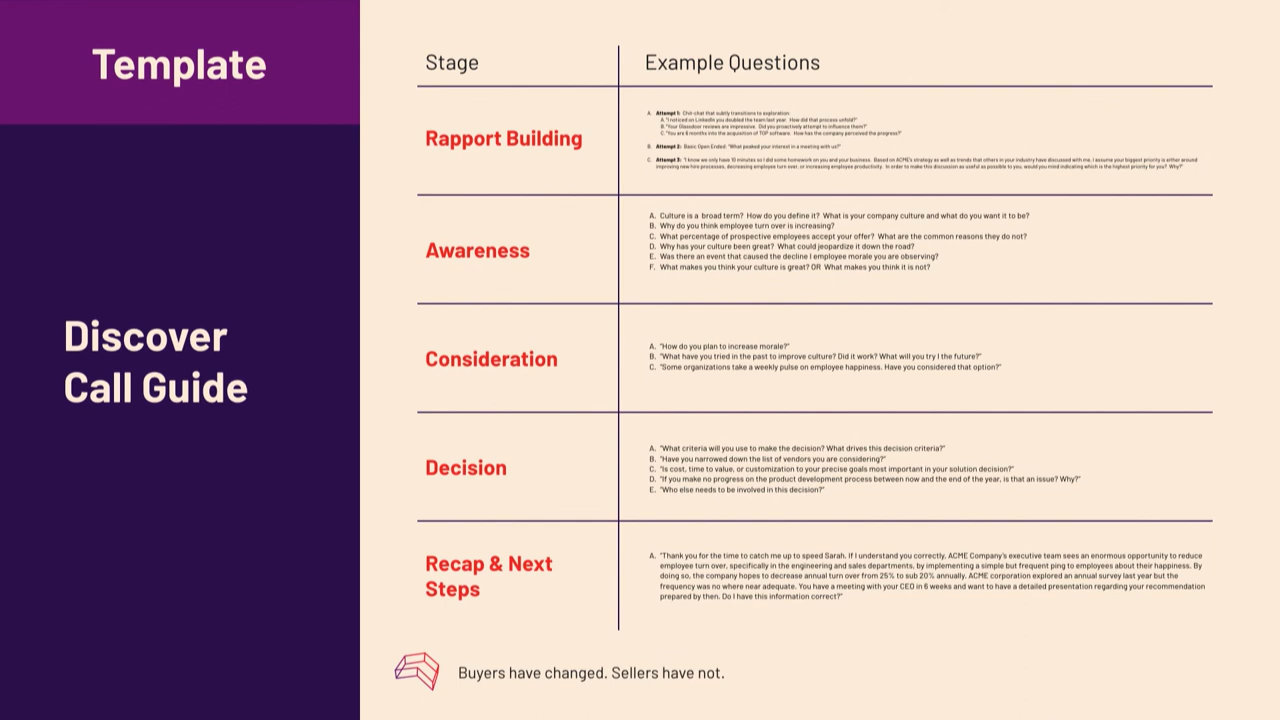 Template
Discover
Call Guide
Stage
Example Questions
Rapport Building
A. Attempt 1: Chit-chat that subtly transitions to exploration
A. "I noticed on LinkedIn you doubled the team last year. How did that process unfold?"
B. "Your Glassdoor reviews are impressive. Did you proactively attempt to influence them?"
C. "You are 6 months into the acquisition of TOP software. How has the company perceived the progress?"
B. Attempt 2: Basic Open Ended: "What peaked your interest in a meeting with us?"
C. Attempt 3: "I know we only have 10 minutes so I did some homework on you and your business. Based on ACME's strategy as well as trends that others in your industry have discussed with me, I assume your biggest priority is either around
improving new hire processes, decreasing employee turn over, or increasing employee productivity. In order to make this discussion as useful as possible to you, would you mind indicating which is the highest priority for you? Why?"
Awareness
A. Culture is a broad term? How do you define it? What is your company culture and what do you want it to be?
B. Why do you think employee turn over is increasing?
C. What percentage of prospective employees accept your offer? What are the common reasons they do not?
D. Why has your culture been great? What could jeopardize it down the road?
E. Was there an event that caused the decline I employee morale you are observing?
F. What makes you think your culture is great? OR What makes you think it is not?
Consideration
A. "How do you plan to increase morale?"
B. "What have you tried in the past to improve culture? Did it work? What will you try I the future?"
C. "Some organizations take a weekly pulse on employee happiness. Have you considered that option?"
Decision
A. "What criteria will you use to make the decision? What drives this decision criteria?"
B. "Have you narrowed down the list of vendors you are considering?"
C. "Is cost, time to value, or customization to your precise goals most important in your solution decision?"
D. "If you make no progress on the product development process between now and the end of the year, is that an issue? Why?"
E. "Who else needs to be involved in this decision?"
Recap & Next
Steps
A. "Thank you for the time to catch me up to speed Sarah. If I understand you correctly, ACME Company's executive team sees an enormous opportunity to reduce
employee turn over, specifically in the engineering and sales departments, by implementing a simple but frequent ping to employees about their happiness. By
doing so, the company hopes to decrease annual turn over from 25% to sub 20% annually. ACME corporation explored an annual survey last year but the
frequency was no where near adequate. You have a meeting with your CEO in 6 weeks and want to have a detailed presentation regarding your recommendation
prepared by then. Do I have this information correct?"
Buyers have changed. Sellers have not.